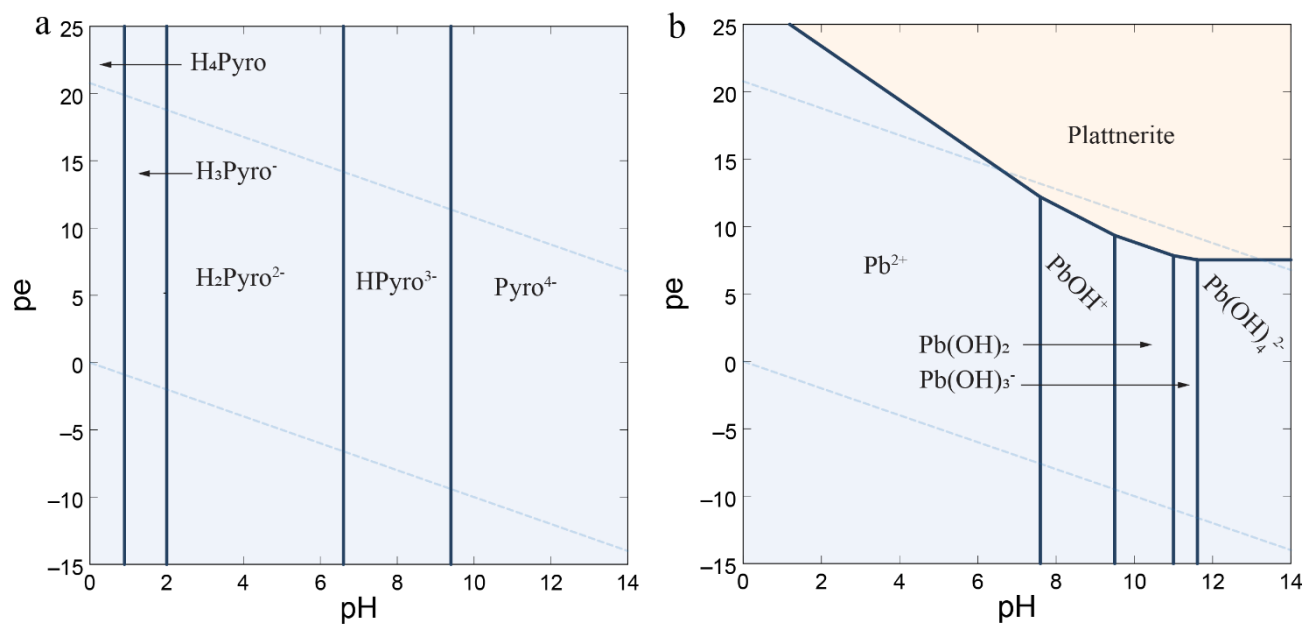 a
25
20
15
10
5
0
–5
–10
–15
pe
H₄Pyro
H₃Pyro⁻
H₂Pyro²⁻
HPyro³⁻
Pyro⁴⁻
0 2 4 6 8 10 12 14
pH
b
25
20
15
10
5
0
–5
–10
–15
pe
Plattnerite
Pb²⁺
PbOH⁺
Pb(OH)₄²⁻
Pb(OH)₂
Pb(OH)₃⁻
0 2 4 6 8 10 12 14
pH